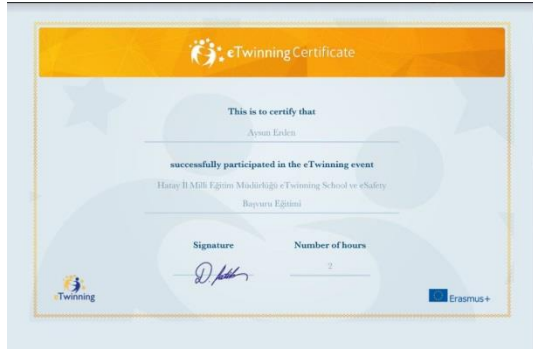 eTwinning Certificate
This is to certify that
Aysun Erden
successfully participated in the eTwinning event
Hatay İl Milli Eğitim Müdürlüğü eTwinning School ve eSafety
Başvuru Eğitimi
Signature Number of hours
2
eTwinning
Erasmus+